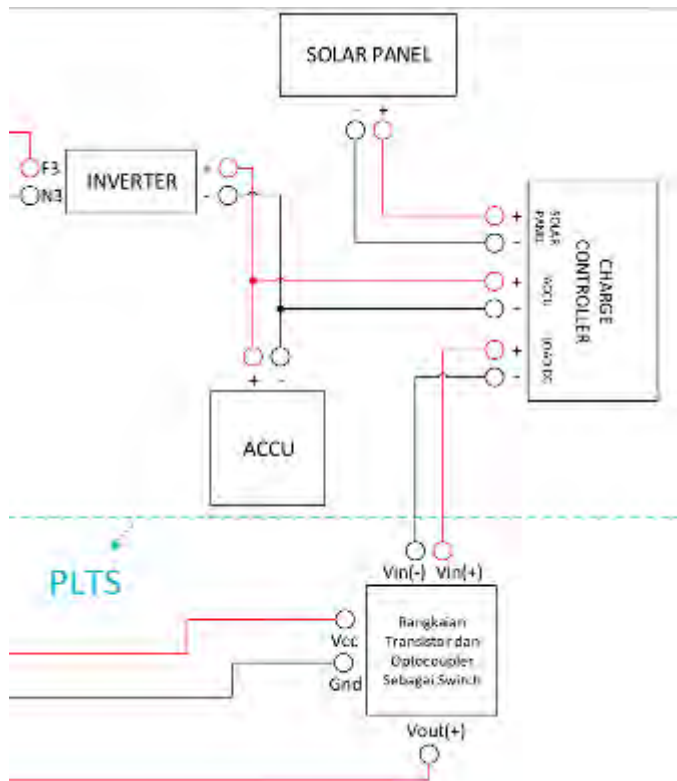 SOLAR PANEL
- +
F3
N3
INVERTER
+
-
+
-
+
-
+
-
SOLAR
PANEL
ACCU
LOAD DC
CHARGE
CONTROLLER
+ -
ACCU
PLTS
Vin(-) Vin(+)
Vcc
Gnd
Rangkaian
Transistor dan
Optocoupler
Sebagai Switch
Vout(+)